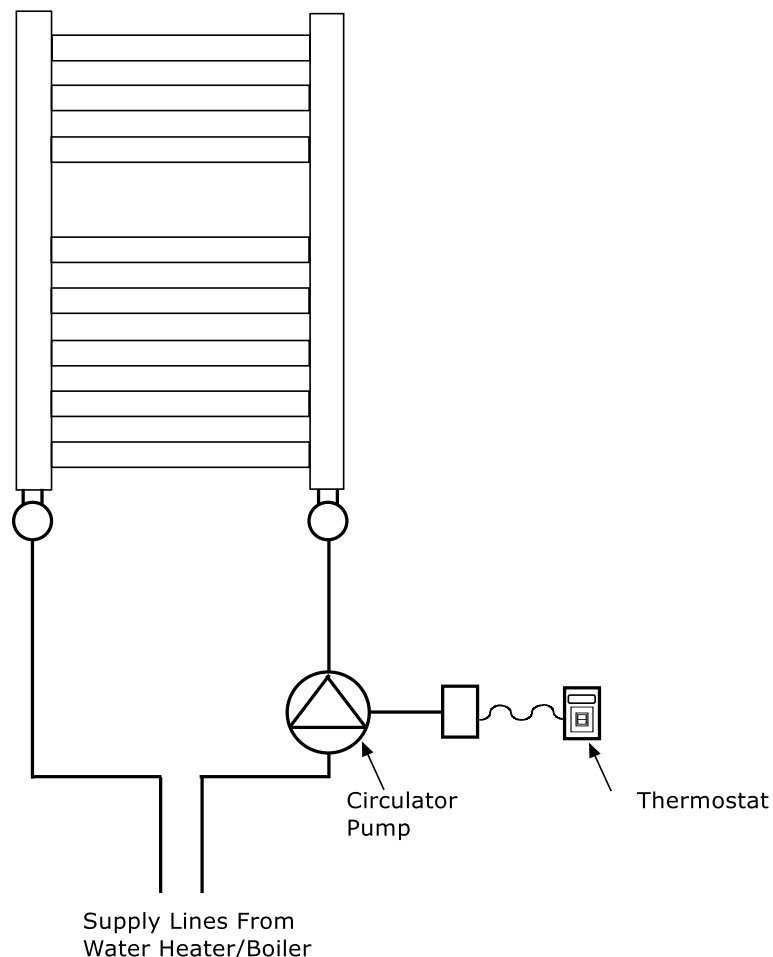 Circulator
Pump
Thermostat
Supply Lines From
Water Heater/Boiler